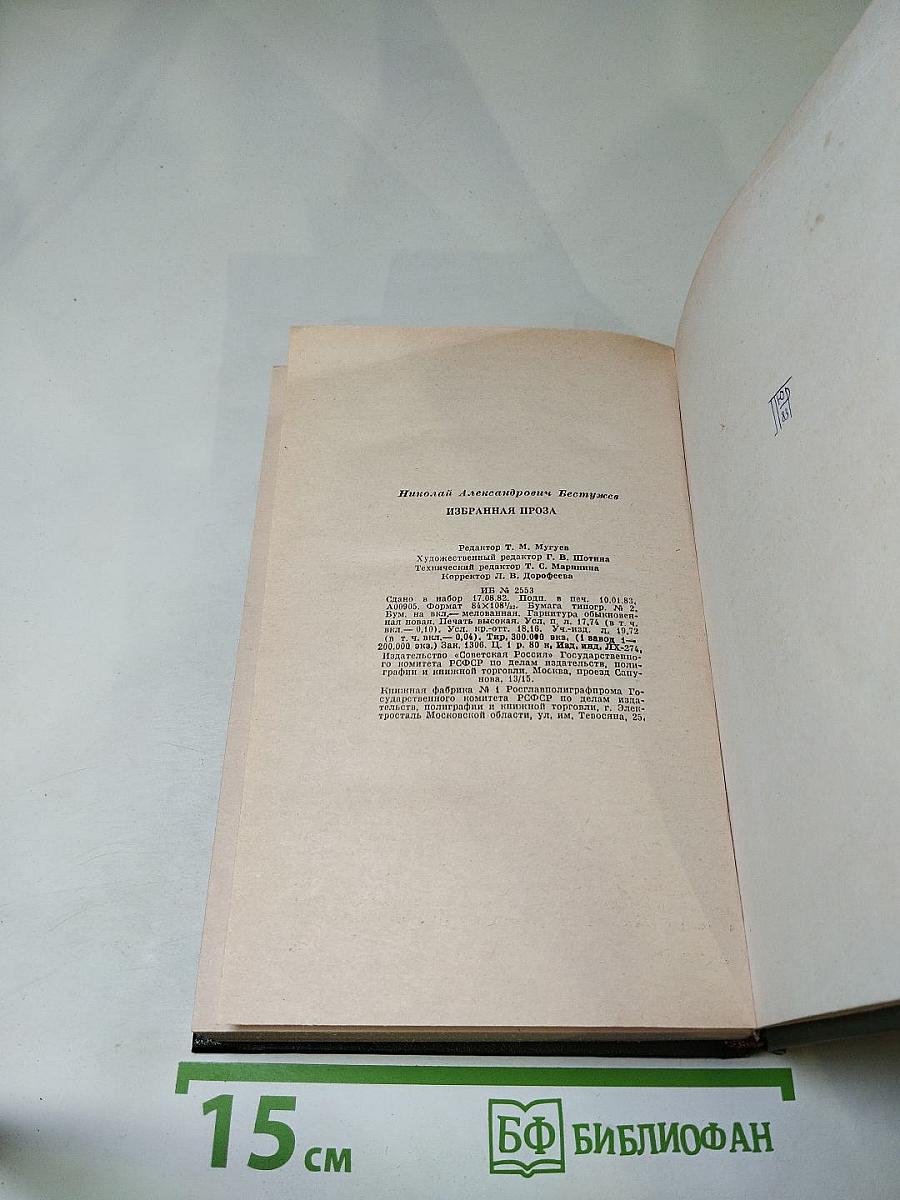 Николай Александрович Бестужев
ИЗБРАННАЯ ПРОЗА
Редактор Т. М. Мугуев
Художественный редактор Г. В. Шотина
Технический редактор Т. С. Маринина
Корректор Л. В. Дорофеева
ИБ № 2553
Сдано в набор 17.08.82. Подп. в печ. 10.01.83.
А00905. Формат 84×108¹/₃₂. Бумага типогр. № 2.
Бум. на вкл.— мелованная. Гарнитура обыкновен-
ная новая. Печать высокая. Усл. п. л. 17,74 (в т. ч.
вкл.— 0,10). Усл. кр.-отт. 18,16. Уч.-изд. л. 19,72
(в т. ч. вкл.— 0,04). Тир. 300.000 экз. (1 завод 1—
200.000 экз.) Зак. 1306. Ц. 1 р. 80 к. Изд. инд. ЛХ-274.
Издательство «Советская Россия» Государственно-
го комитета РСФСР по делам издательств, поли-
графии и книжной торговли. Москва, проезд Сапу-
нова, 13/15.
Книжная фабрика № 1 Росглавполиграфпрома Го-
сударственного комитета РСФСР по делам изда-
тельств, полиграфии и книжной торговли, г. Элек-
тросталь Московской области, ул. им. Тевосяна, 25.
15 см
БФ БИБЛИОФАН